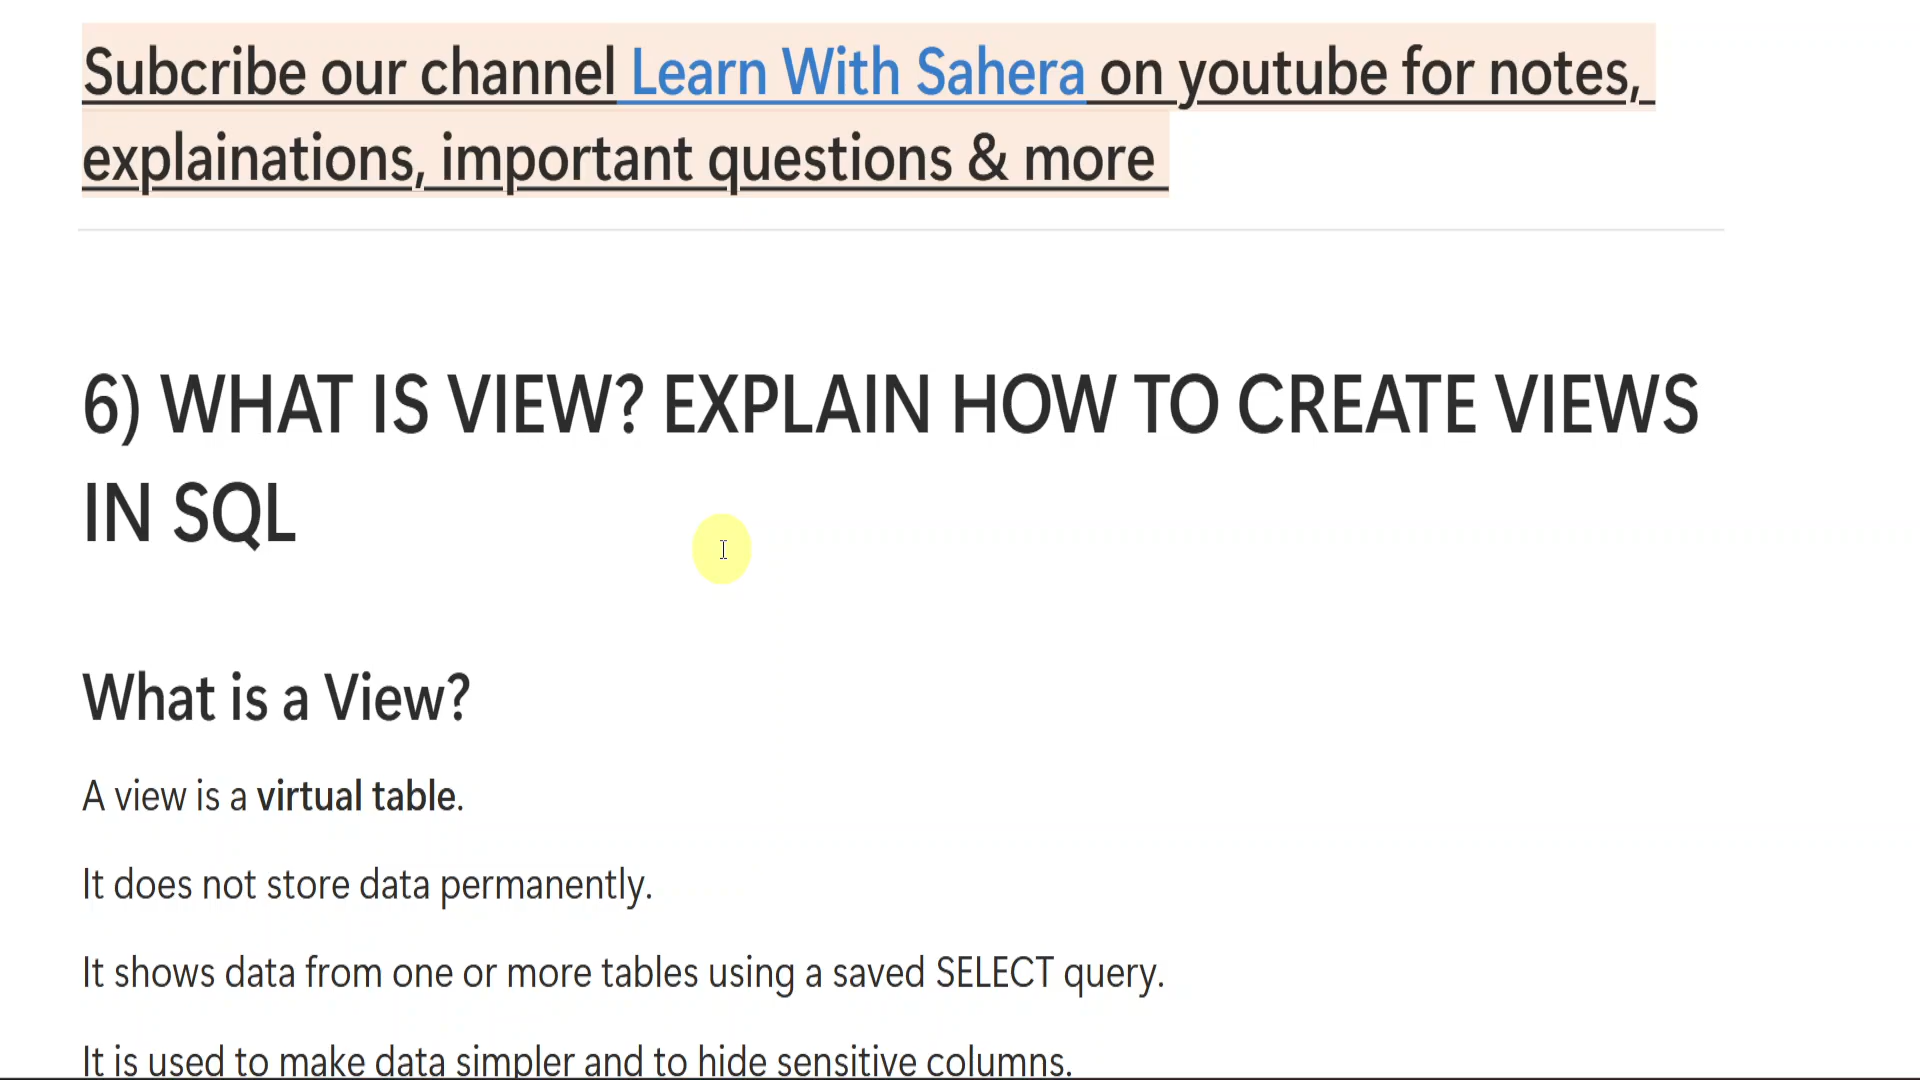 Subcribe our channel Learn With Sahera on youtube for notes,
explainations, important questions & more
6) WHAT IS VIEW? EXPLAIN HOW TO CREATE VIEWS
IN SQL
What is a View?
A view is a virtual table.
It does not store data permanently.
It shows data from one or more tables using a saved SELECT query.
It is used to make data simpler and to hide sensitive columns.